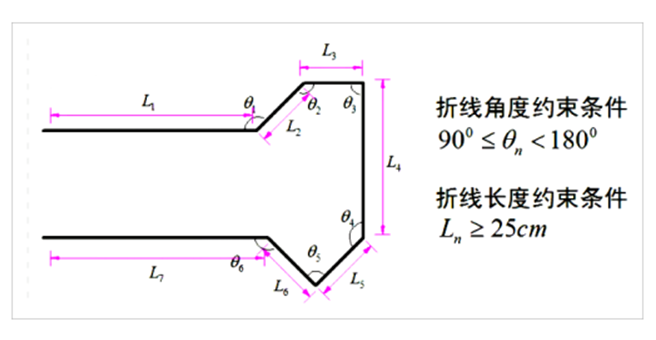 L₃
L₁
θ₁
θ₂
θ₃
L₂
折线角度约束条件
90⁰ ≤ θₙ < 180⁰
L₄
折线长度约束条件
Lₙ ≥ 25cm
θ₄
θ₅
θ₆
L₇
L₆
L₅